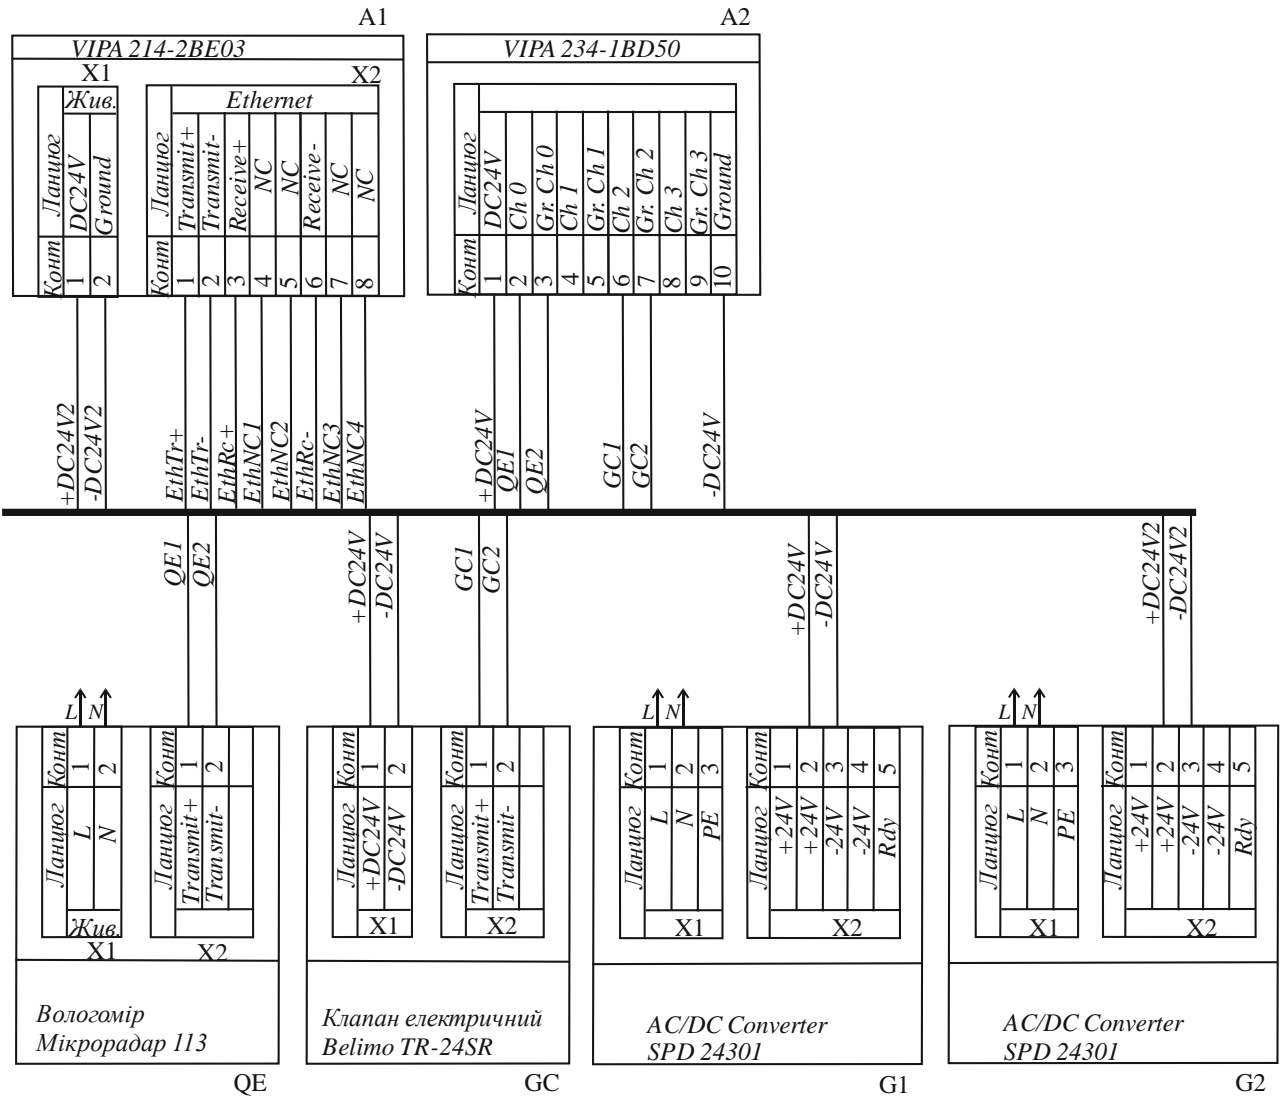 A1
VIPA 214-2BE03
X1
X2
Жив.
Ланцюг
DC24V
Ground
Конт
1
2
Ethernet
Ланцюг
Transmit+
Transmit-
Receive+
NC
NC
Receive-
NC
NC
Конт
1
2
3
4
5
6
7
8
A2
VIPA 234-1BD50
Ланцюг
DC24V
Ch 0
Gr. Ch 0
Ch 1
Gr. Ch 1
Ch 2
Gr. Ch 2
Ch 3
Gr. Ch 3
Ground
Конт
1
2
3
4
5
6
7
8
9
10
+DC24V2
-DC24V2
EthTr+
EthTr-
EthRc+
EthNC1
EthNC2
EthRc-
EthNC3
EthNC4
+DC24V
QE1
QE2
GC1
GC2
-DC24V
QE1
QE2
+DC24V
-DC24V
GC1
GC2
+DC24V
-DC24V
+DC24V2
-DC24V2
L
N
Конт
1
2
Ланцюг
L
N
Жив.
X1
Конт
1
2
Ланцюг
Transmit+
Transmit-
X2
Вологомір
Мікрорадар 113
QE
Конт
1
2
Ланцюг
+DC24V
-DC24V
X1
Конт
1
2
Ланцюг
Transmit+
Transmit-
X2
Клапан електричний
Belimo TR-24SR
GC
L
N
Конт
1
2
3
Ланцюг
L
N
PE
X1
Конт
1
2
3
4
5
Ланцюг
+24V
+24V
-24V
-24V
Rdy
X2
AC/DC Converter
SPD 24301
G1
L
N
Конт
1
2
3
Ланцюг
L
N
PE
X1
Конт
1
2
3
4
5
Ланцюг
+24V
+24V
-24V
-24V
Rdy
X2
AC/DC Converter
SPD 24301
G2